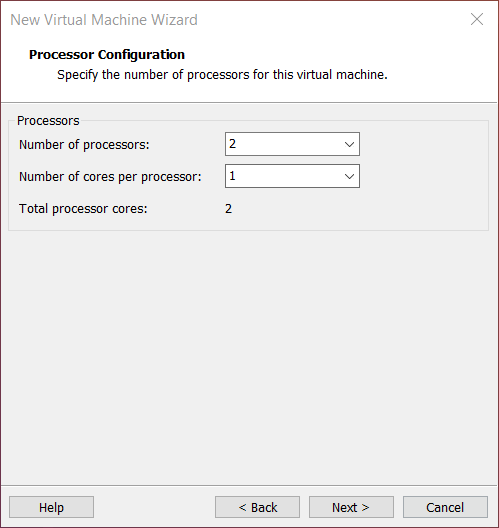 New Virtual Machine Wizard
Processor Configuration
Specify the number of processors for this virtual machine.
Processors
Number of processors: 2
Number of cores per processor: 1
Total processor cores: 2
Help < Back Next > Cancel